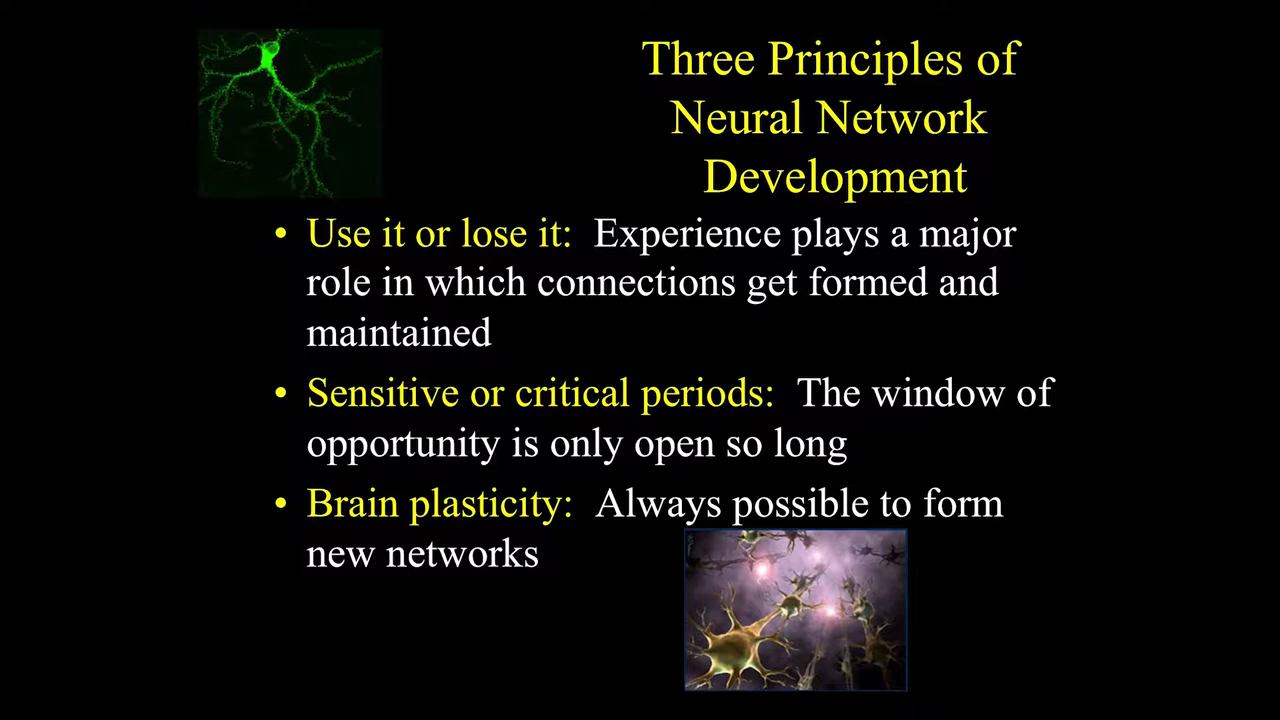 Three Principles of
Neural Network
Development
• Use it or lose it: Experience plays a major
role in which connections get formed and
maintained
• Sensitive or critical periods: The window of
opportunity is only open so long
• Brain plasticity: Always possible to form
new networks